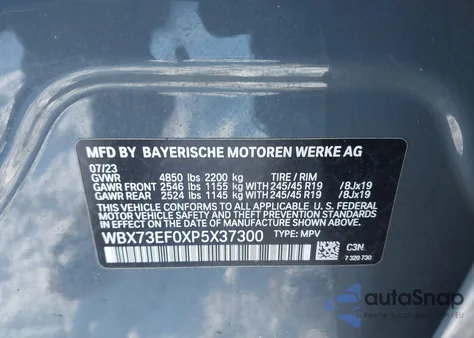 MFD BY BAYERISCHE MOTOREN WERKE AG
07/23
GVWR 4850 lbs 2200 kg TIRE / RIM
GAWR FRONT 2546 lbs 1155 kg WITH 245/45 R19 /8Jx19
GAWR REAR 2524 lbs 1145 kg WITH 245/45 R19 /8Jx19
THIS VEHICLE CONFORMS TO ALL APPLICABLE
FEDERAL MOTOR VEHICLE SAFETY STANDARDS
IN EFFECT ON THE DATE OF MANUFACTURE SHOWN ABOVE.
WBX73EF0XP5X37300 TYPE: MPV
C3N.
7 320 730
autoSnap